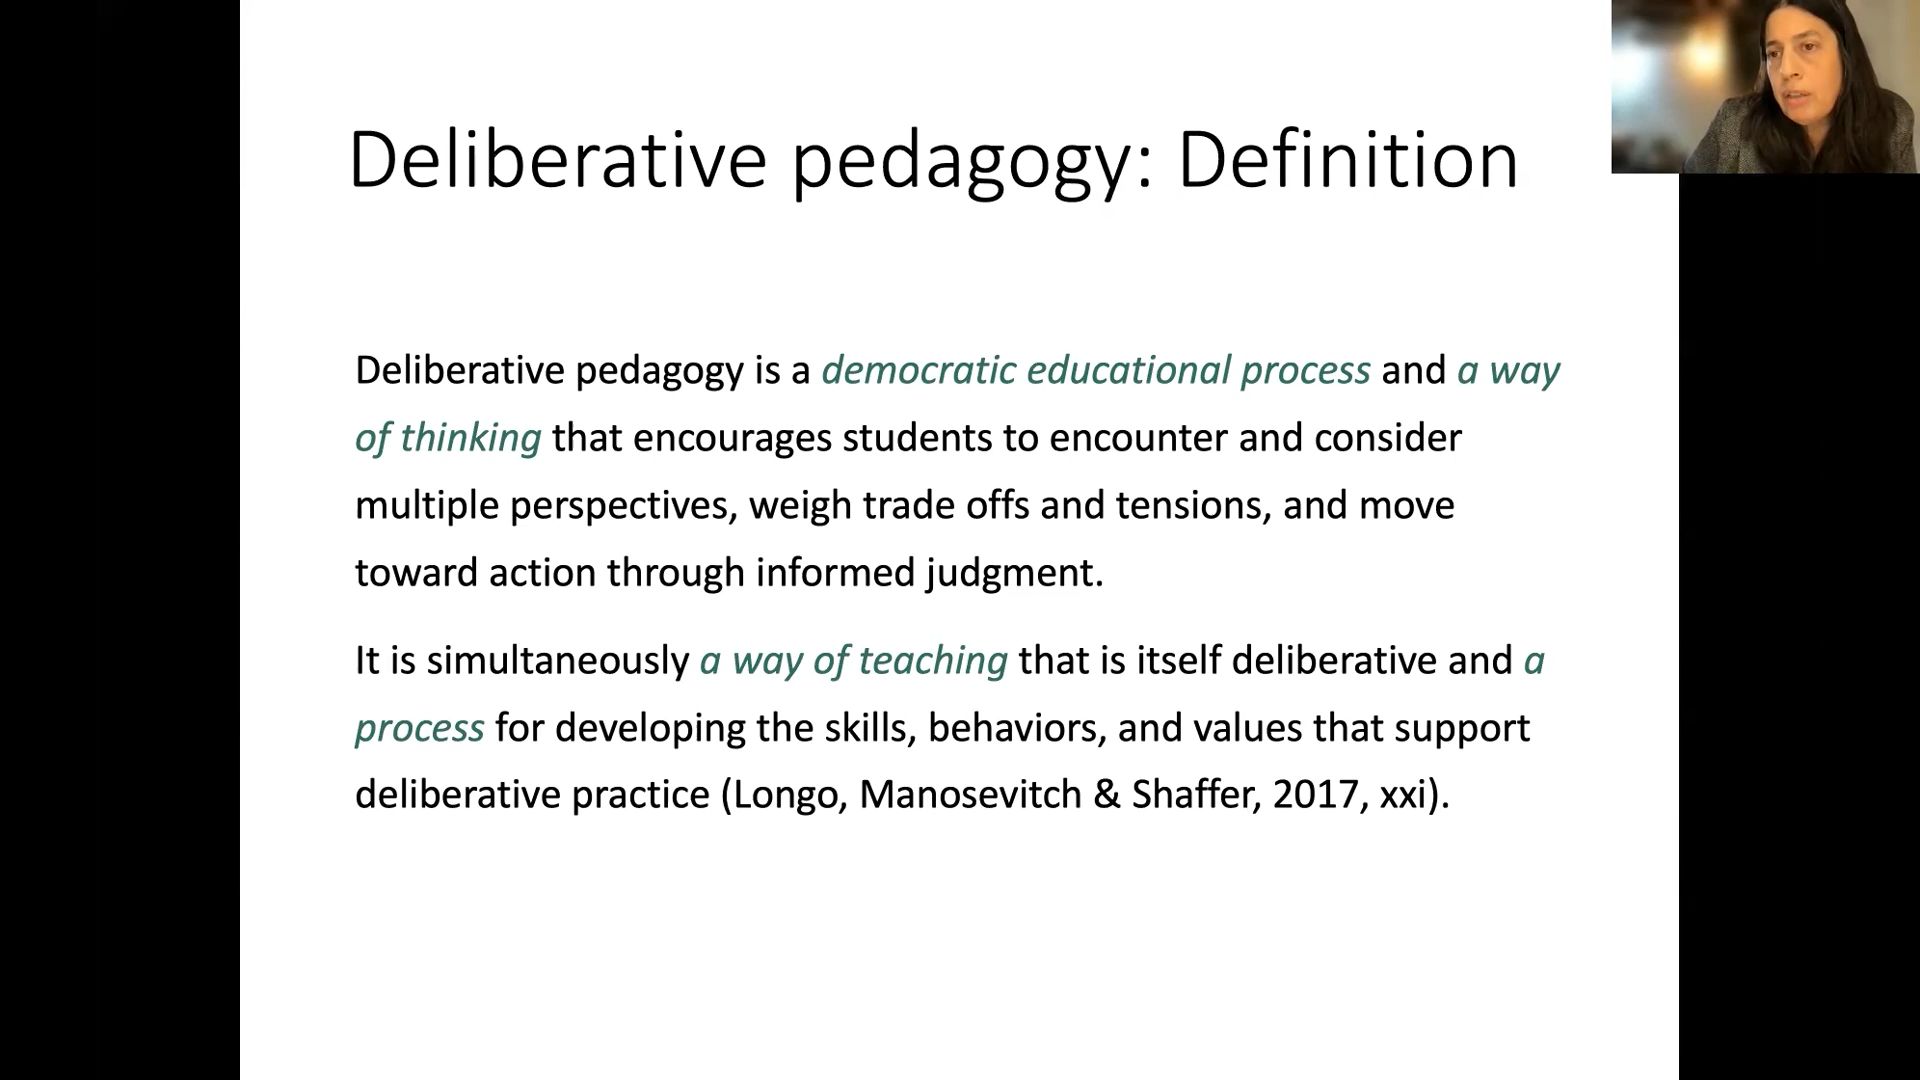 Deliberative pedagogy: Definition
Deliberative pedagogy is a democratic educational process and a way
of thinking that encourages students to encounter and consider
multiple perspectives, weigh trade offs and tensions, and move
toward action through informed judgment.
It is simultaneously a way of teaching that is itself deliberative and a
process for developing the skills, behaviors, and values that support
deliberative practice (Longo, Manosevitch & Shaffer, 2017, xxi).